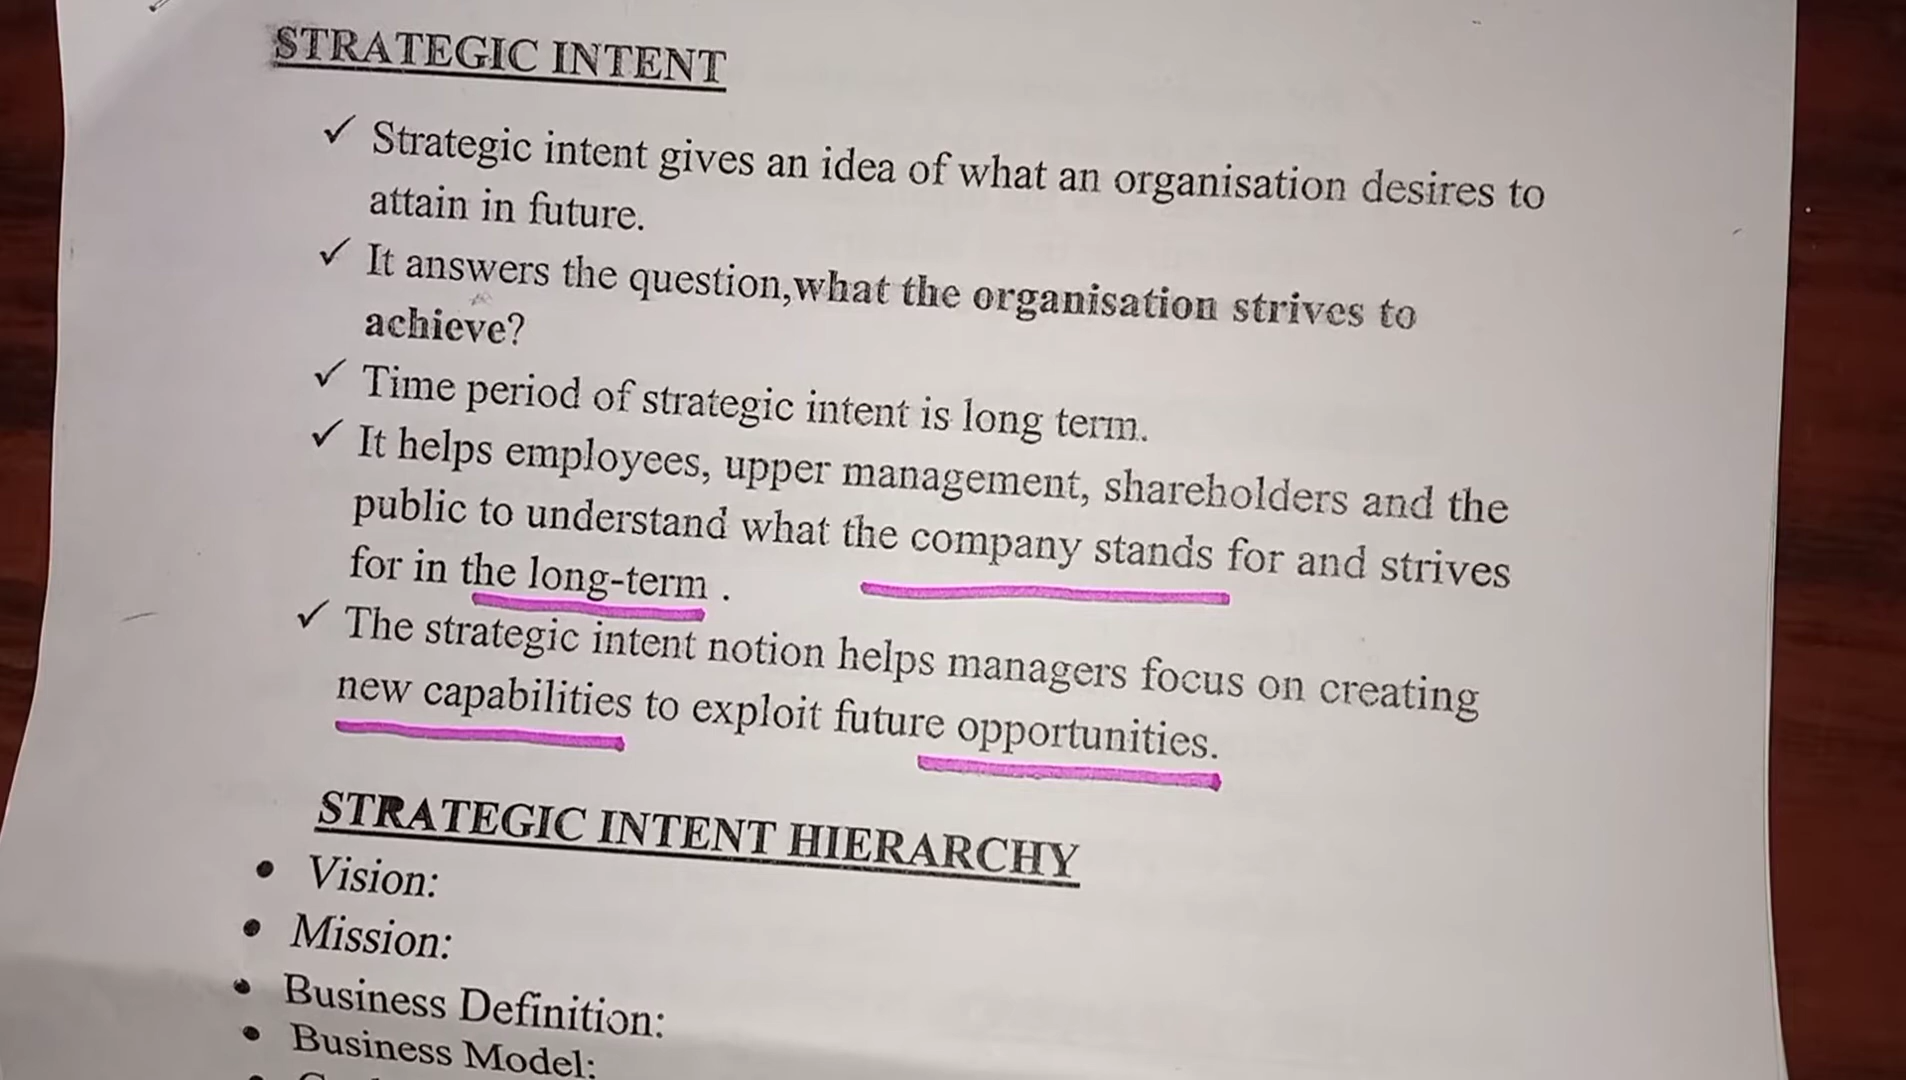 STRATEGIC INTENT
✓ Strategic intent gives an idea of what an organisation desires to
attain in future.
✓ It answers the question,what the organisation strives to
achieve?
✓ Time period of strategic intent is long term.
✓ It helps employees, upper management, shareholders and the
public to understand what the company stands for and strives
for in the long-term .
✓ The strategic intent notion helps managers focus on creating
new capabilities to exploit future opportunities.
STRATEGIC INTENT HIERARCHY
• Vision:
• Mission:
• Business Definition:
• Business Model: